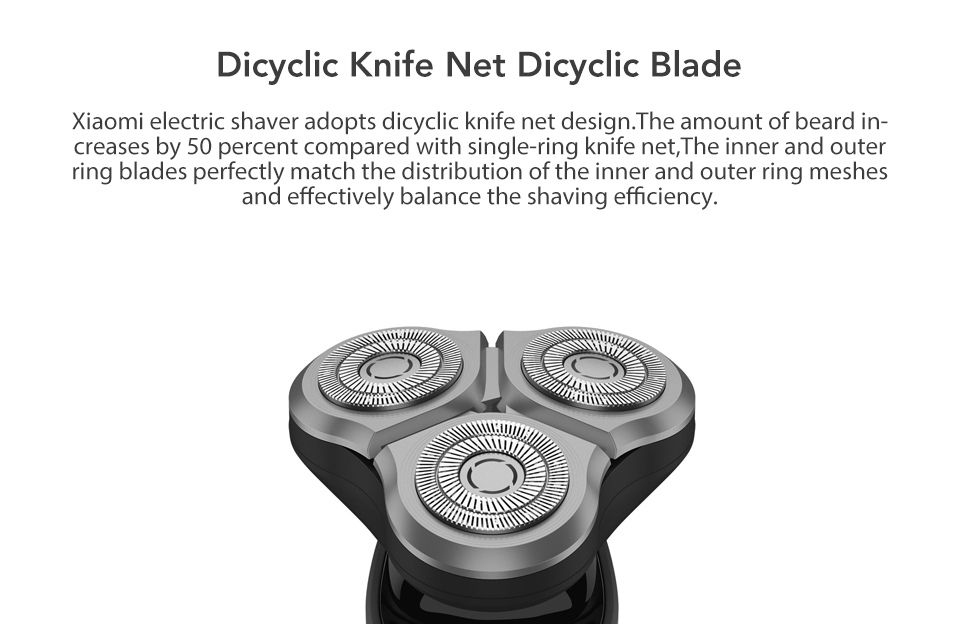 Dicyclic Knife Net Dicyclic Blade
Xiaomi electric shaver adopts dicyclic knife net design.The amount of beard in-
creases by 50 percent compared with single-ring knife net,The inner and outer
ring blades perfectly match the distribution of the inner and outer ring meshes
and effectively balance the shaving efficiency.